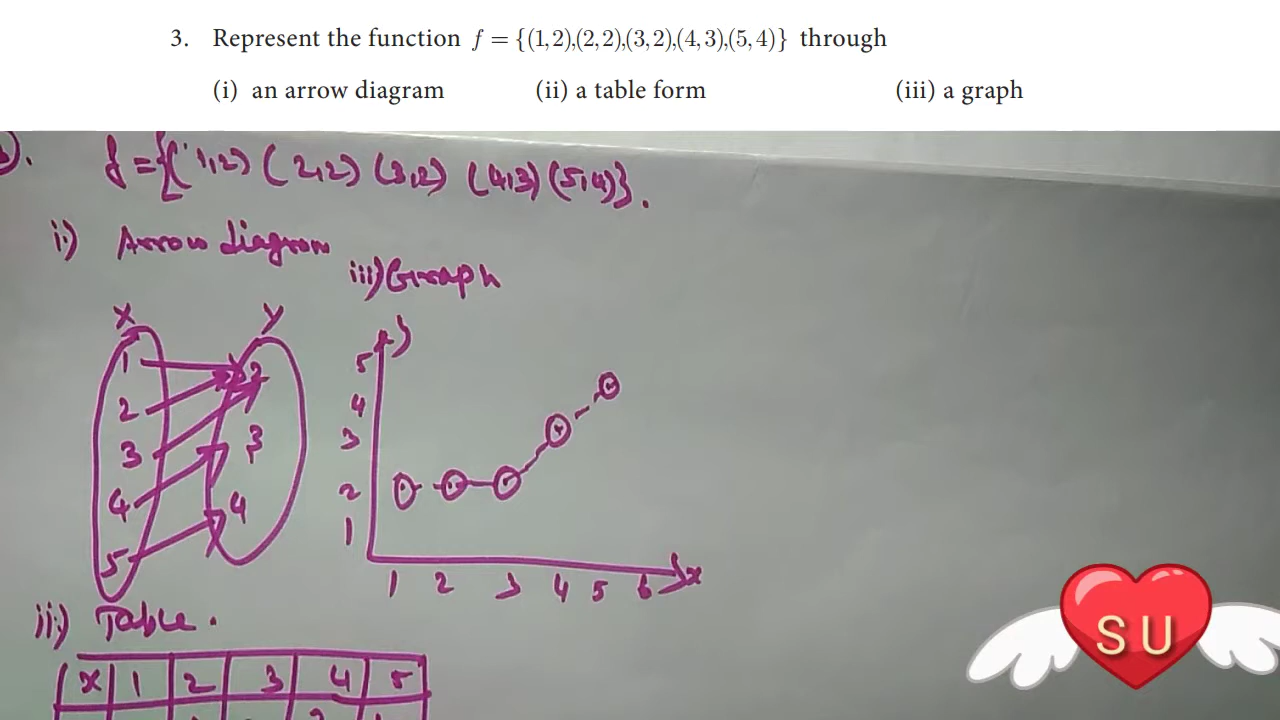 3. Represent the function f = {(1,2),(2,2),(3,2),(4,3),(5,4)} through
(i) an arrow diagram (ii) a table form (iii) a graph
f={(1,2) (2,2) (3,2) (4,3) (5,4)}.
i) Arrow diagram
iii) Graph
X Y
1 2
2 3
3 4
4
5
y
5
4
3
2
1
1 2 3 4 5 6 x
ii) Table.
x 1 2 3 4 5
SU